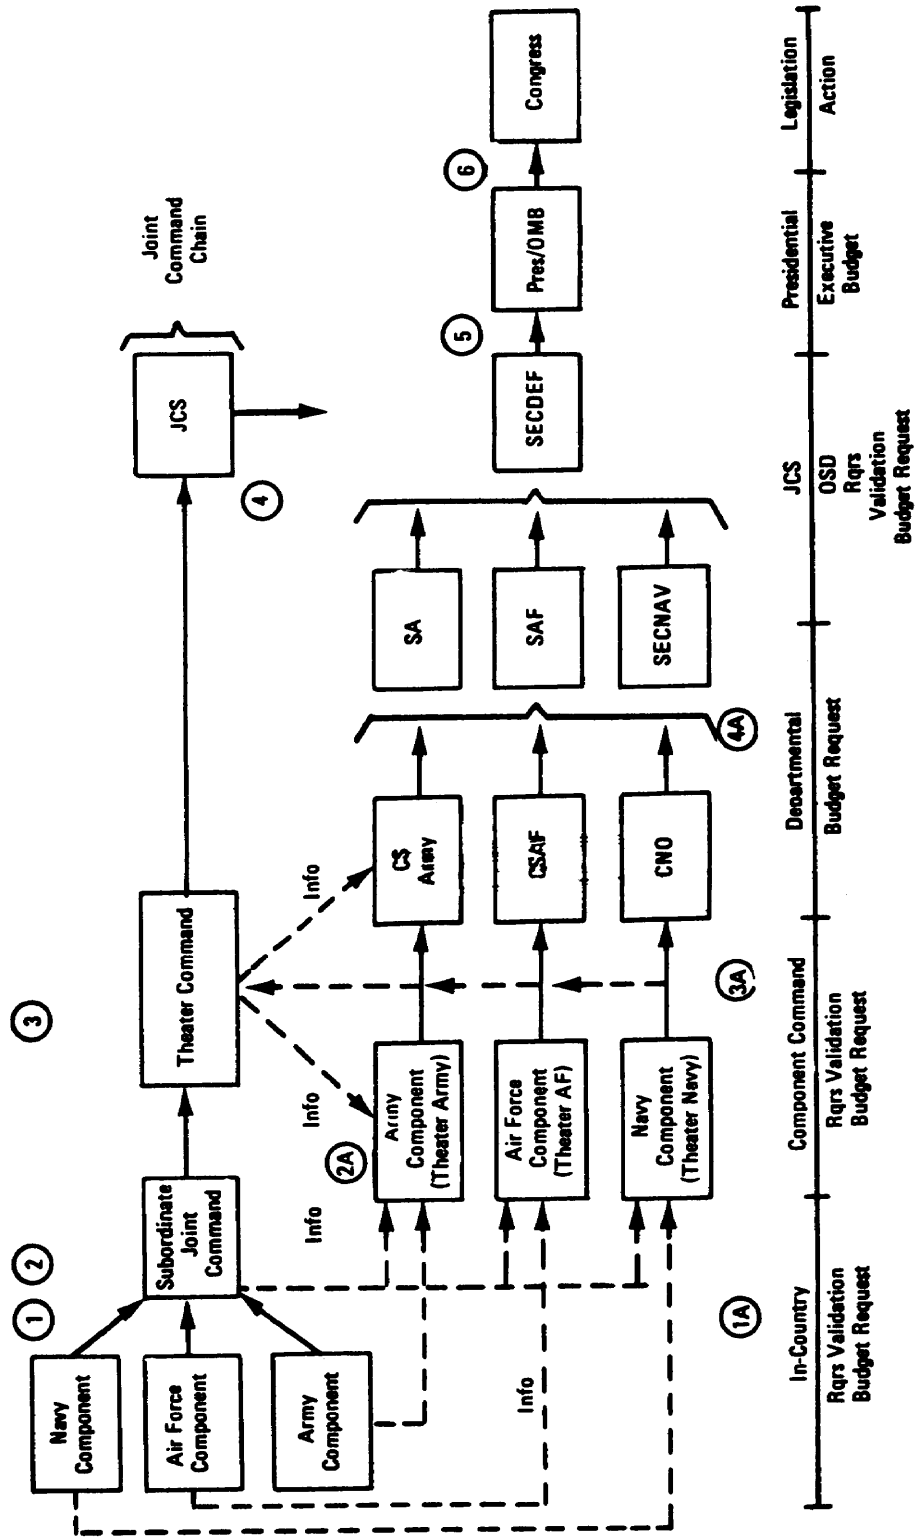 1
2
3
Navy
Component
Air Force
Component
Army
Component
Subordinate
Joint
Command
Theater Command
JCS
Joint
Command
Chain
4
Info
Info
Info
Info
2A
Army
Component
(Theater Army)
Air Force
Component
(Theater AF)
Navy
Component
(Theater Navy)
CS
Army
CSAF
CNO
SA
SAF
SECNAV
SECDEF
5
Pres/OMB
6
Congress
1A
3A
4A
In-Country
Rqrs Validation
Budget Request
Component Command
Rqrs Validation
Budget Request
Departmental
Budget Request
JCS
OSD
Rqrs
Validation
Budget Request
Presidential
Executive
Budget
Legislation
Action